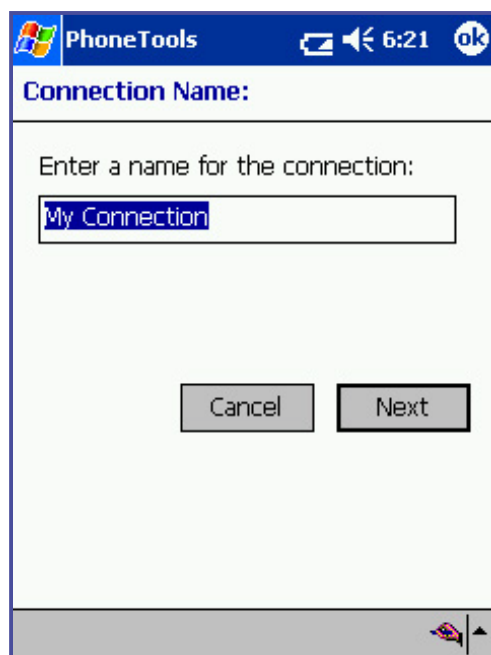 PhoneTools 6:21 ok
Connection Name:
Enter a name for the connection:
My Connection
Cancel Next